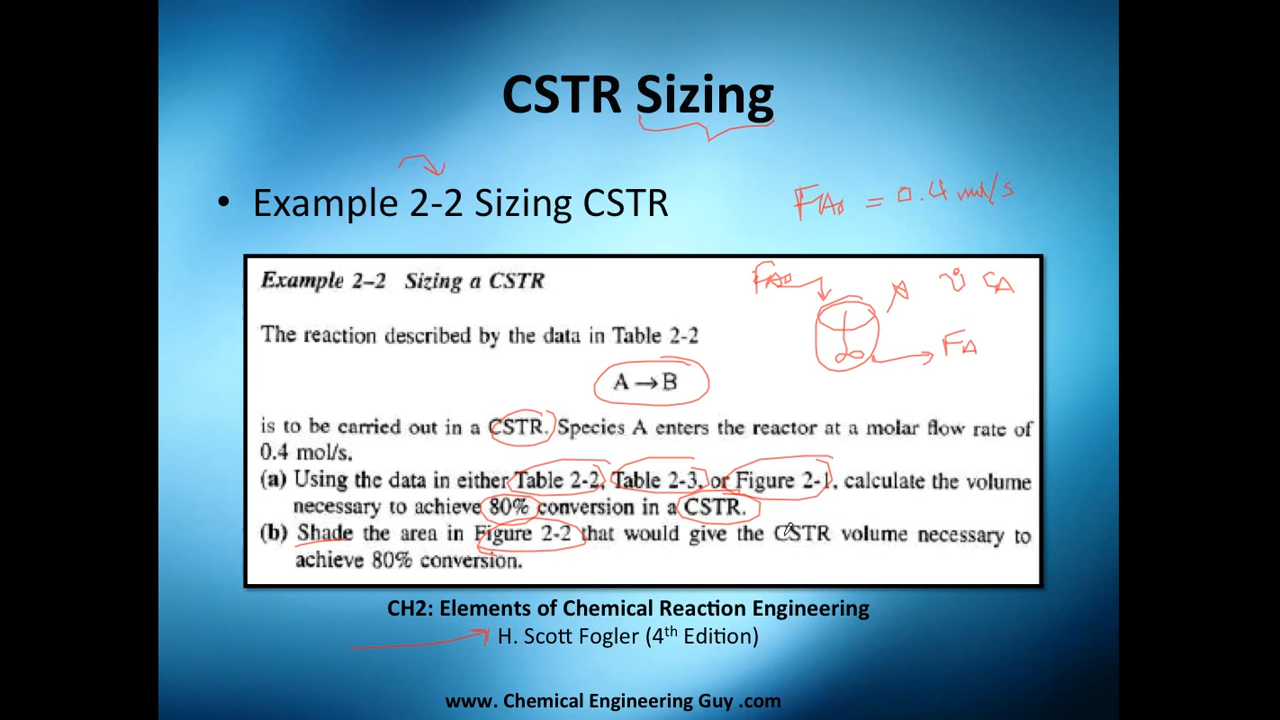 CSTR Sizing
• Example 2-2 Sizing CSTR
FA0 = 0.4 mol/s
Example 2–2 Sizing a CSTR
FA0
A
C A
The reaction described by the data in Table 2-2
FA
A → B
is to be carried out in a CSTR. Species A enters the reactor at a molar flow rate of
0.4 mol/s.
(a) Using the data in either Table 2-2, Table 2-3, or Figure 2-1, calculate the volume
necessary to achieve 80% conversion in a CSTR.
(b) Shade the area in Figure 2-2 that would give the CSTR volume necessary to
achieve 80% conversion.
CH2: Elements of Chemical Reaction Engineering
H. Scott Fogler (4th Edition)
www. Chemical Engineering Guy .com